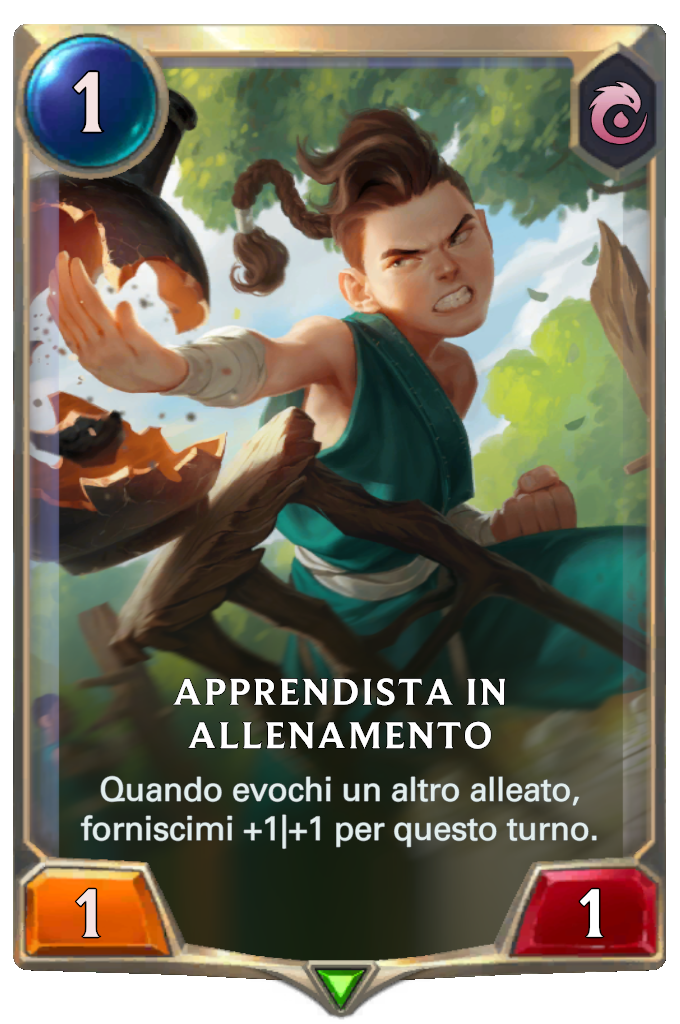 1
APPRENDISTA IN
ALLENAMENTO
Quando evochi un altro alleato,
forniscimi +1|+1 per questo turno.
1
1